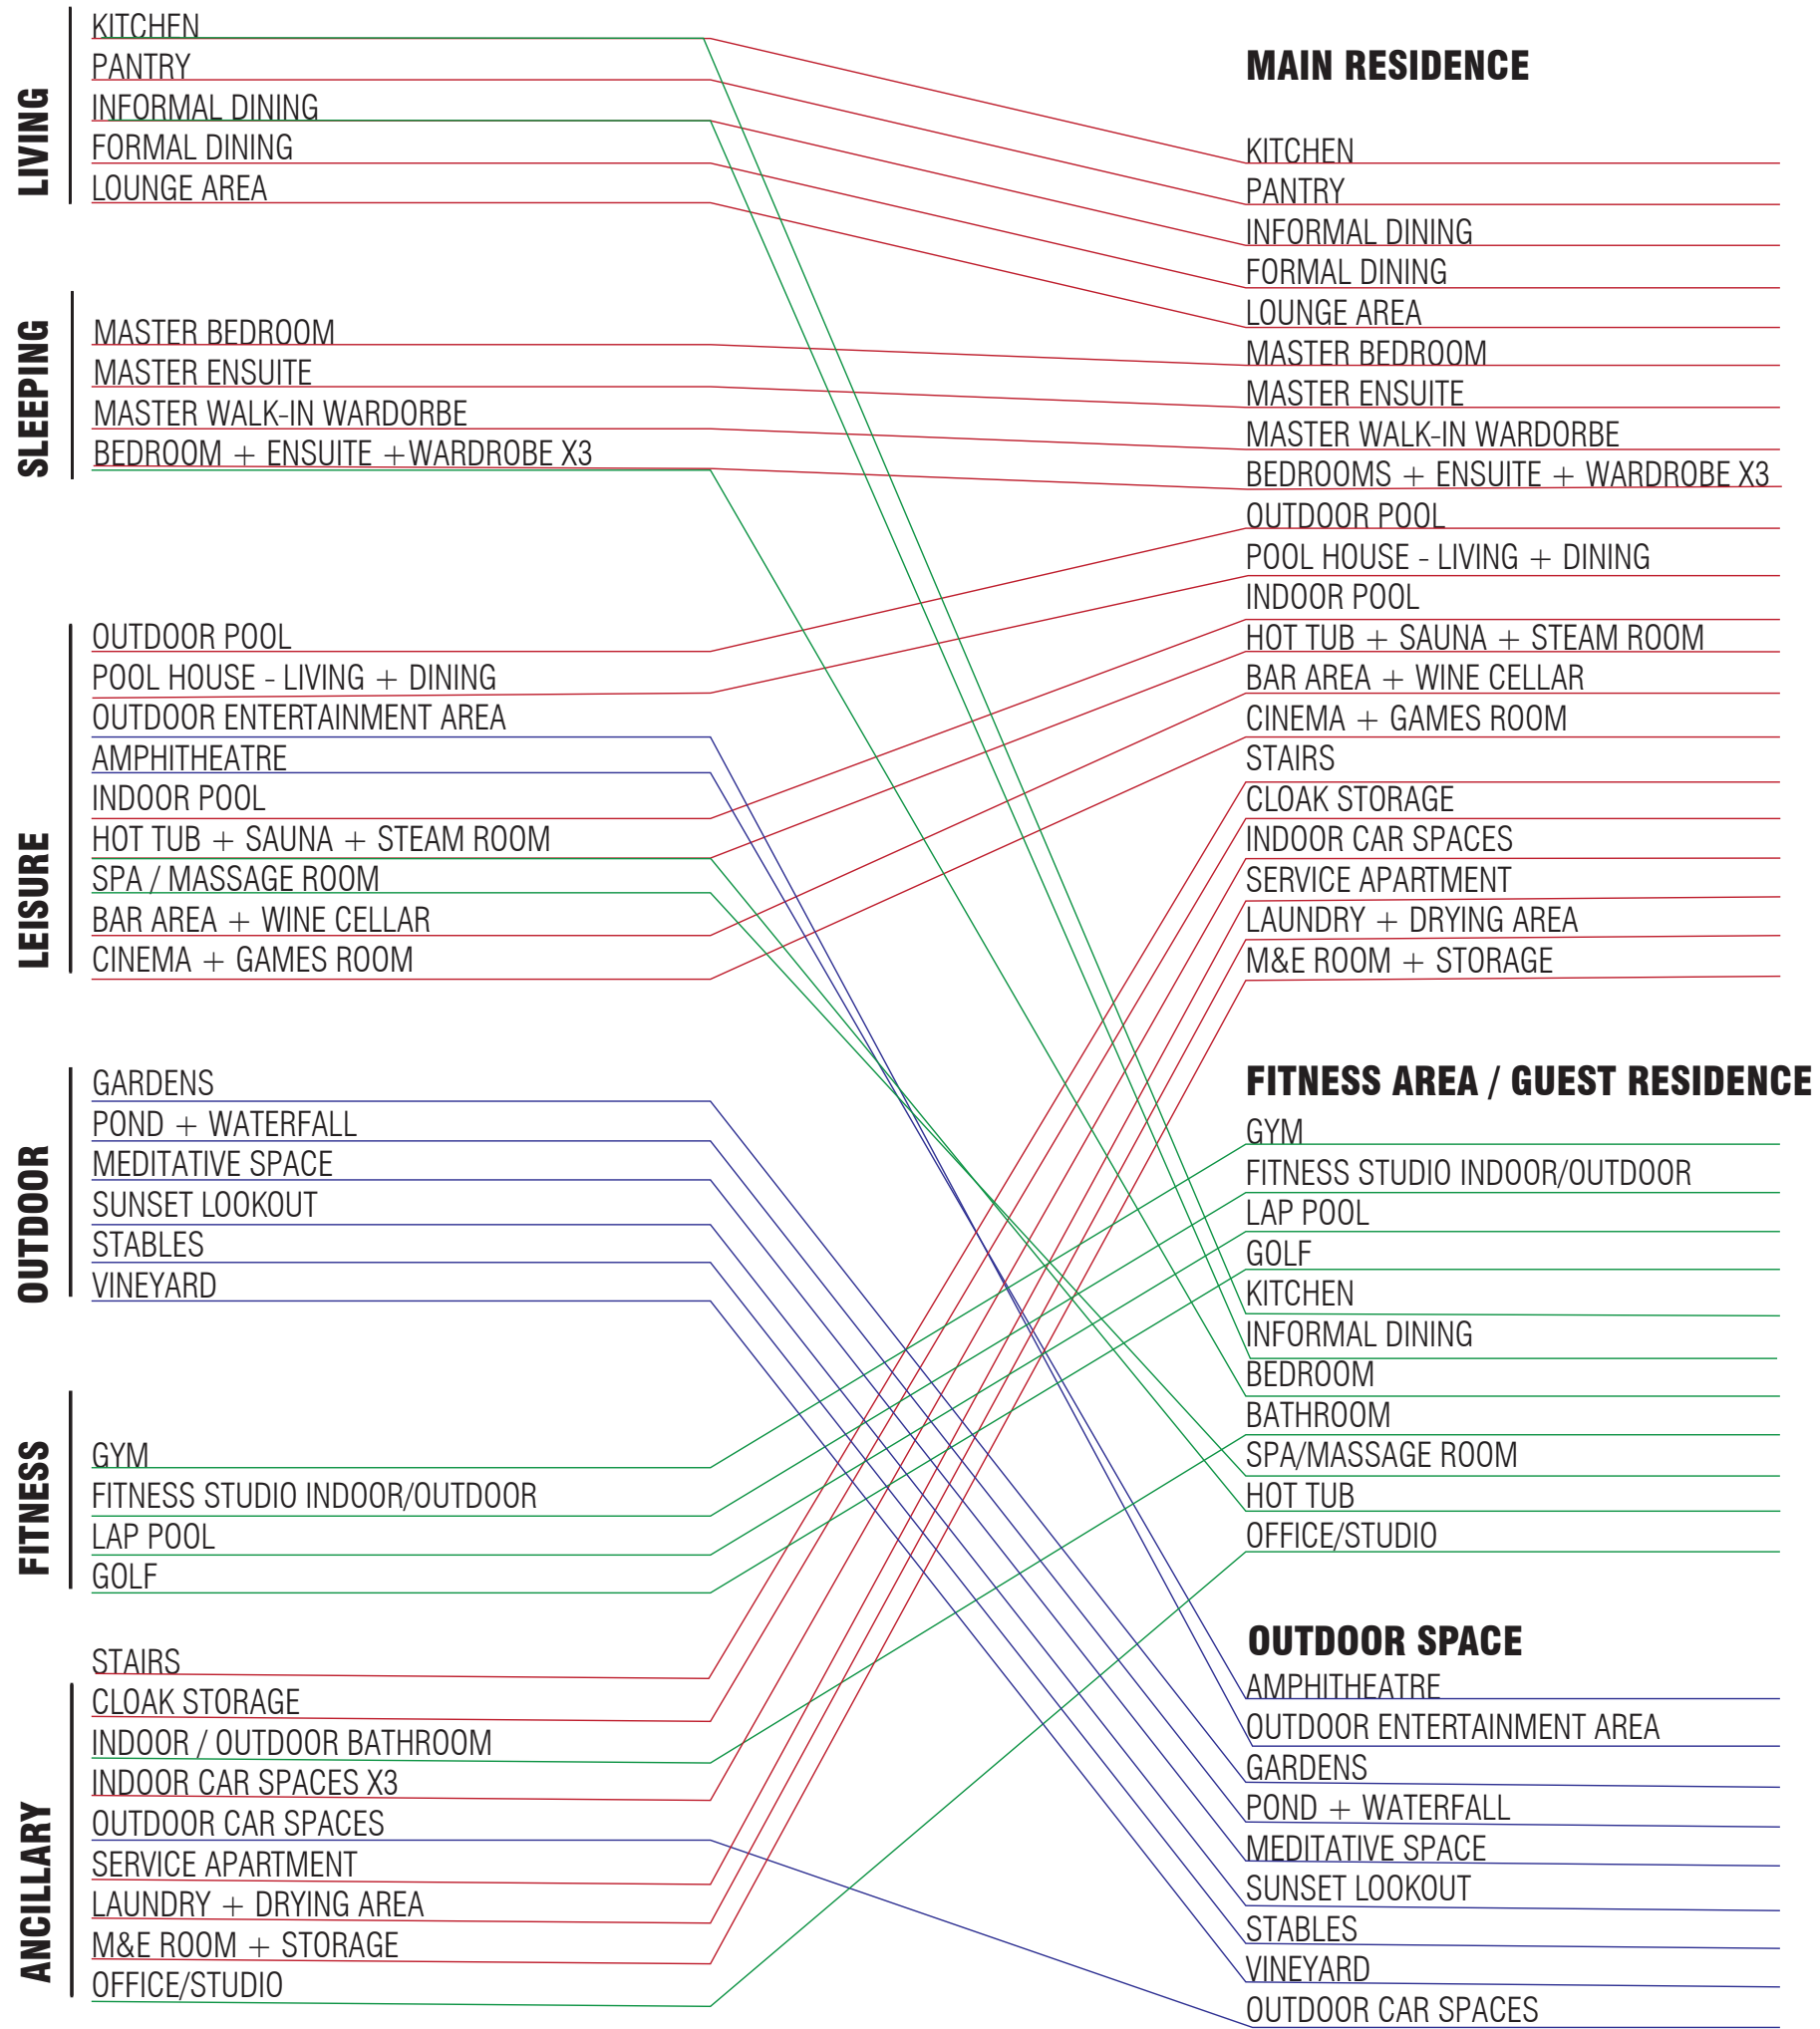 LIVING
KITCHEN
PANTRY
INFORMAL DINING
FORMAL DINING
LOUNGE AREA
SLEEPING
MASTER BEDROOM
MASTER ENSUITE
MASTER WALK-IN WARDORBE
BEDROOM + ENSUITE +WARDROBE X3
LEISURE
OUTDOOR POOL
POOL HOUSE - LIVING + DINING
OUTDOOR ENTERTAINMENT AREA
AMPHITHEATRE
INDOOR POOL
HOT TUB + SAUNA + STEAM ROOM
SPA / MASSAGE ROOM
BAR AREA + WINE CELLAR
CINEMA + GAMES ROOM
OUTDOOR
GARDENS
POND + WATERFALL
MEDITATIVE SPACE
SUNSET LOOKOUT
STABLES
VINEYARD
FITNESS
GYM
FITNESS STUDIO INDOOR/OUTDOOR
LAP POOL
GOLF
ANCILLARY
STAIRS
CLOAK STORAGE
INDOOR / OUTDOOR BATHROOM
INDOOR CAR SPACES X3
OUTDOOR CAR SPACES
SERVICE APARTMENT
LAUNDRY + DRYING AREA
M&E ROOM + STORAGE
OFFICE/STUDIO
MAIN RESIDENCE
KITCHEN
PANTRY
INFORMAL DINING
FORMAL DINING
LOUNGE AREA
MASTER BEDROOM
MASTER ENSUITE
MASTER WALK-IN WARDORBE
BEDROOMS + ENSUITE + WARDROBE X3
OUTDOOR POOL
POOL HOUSE - LIVING + DINING
INDOOR POOL
HOT TUB + SAUNA + STEAM ROOM
BAR AREA + WINE CELLAR
CINEMA + GAMES ROOM
STAIRS
CLOAK STORAGE
INDOOR CAR SPACES
SERVICE APARTMENT
LAUNDRY + DRYING AREA
M&E ROOM + STORAGE
FITNESS AREA / GUEST RESIDENCE
GYM
FITNESS STUDIO INDOOR/OUTDOOR
LAP POOL
GOLF
KITCHEN
INFORMAL DINING
BEDROOM
BATHROOM
SPA/MASSAGE ROOM
HOT TUB
OFFICE/STUDIO
OUTDOOR SPACE
AMPHITHEATRE
OUTDOOR ENTERTAINMENT AREA
GARDENS
POND + WATERFALL
MEDITATIVE SPACE
SUNSET LOOKOUT
STABLES
VINEYARD
OUTDOOR CAR SPACES